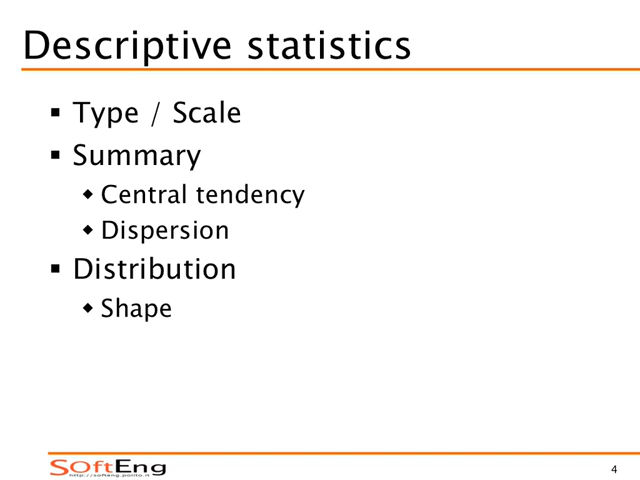 Descriptive statistics
▪ Type / Scale
▪ Summary
◆ Central tendency
◆ Dispersion
▪ Distribution
◆ Shape
SOftEng
http://softeng.polito.it
4